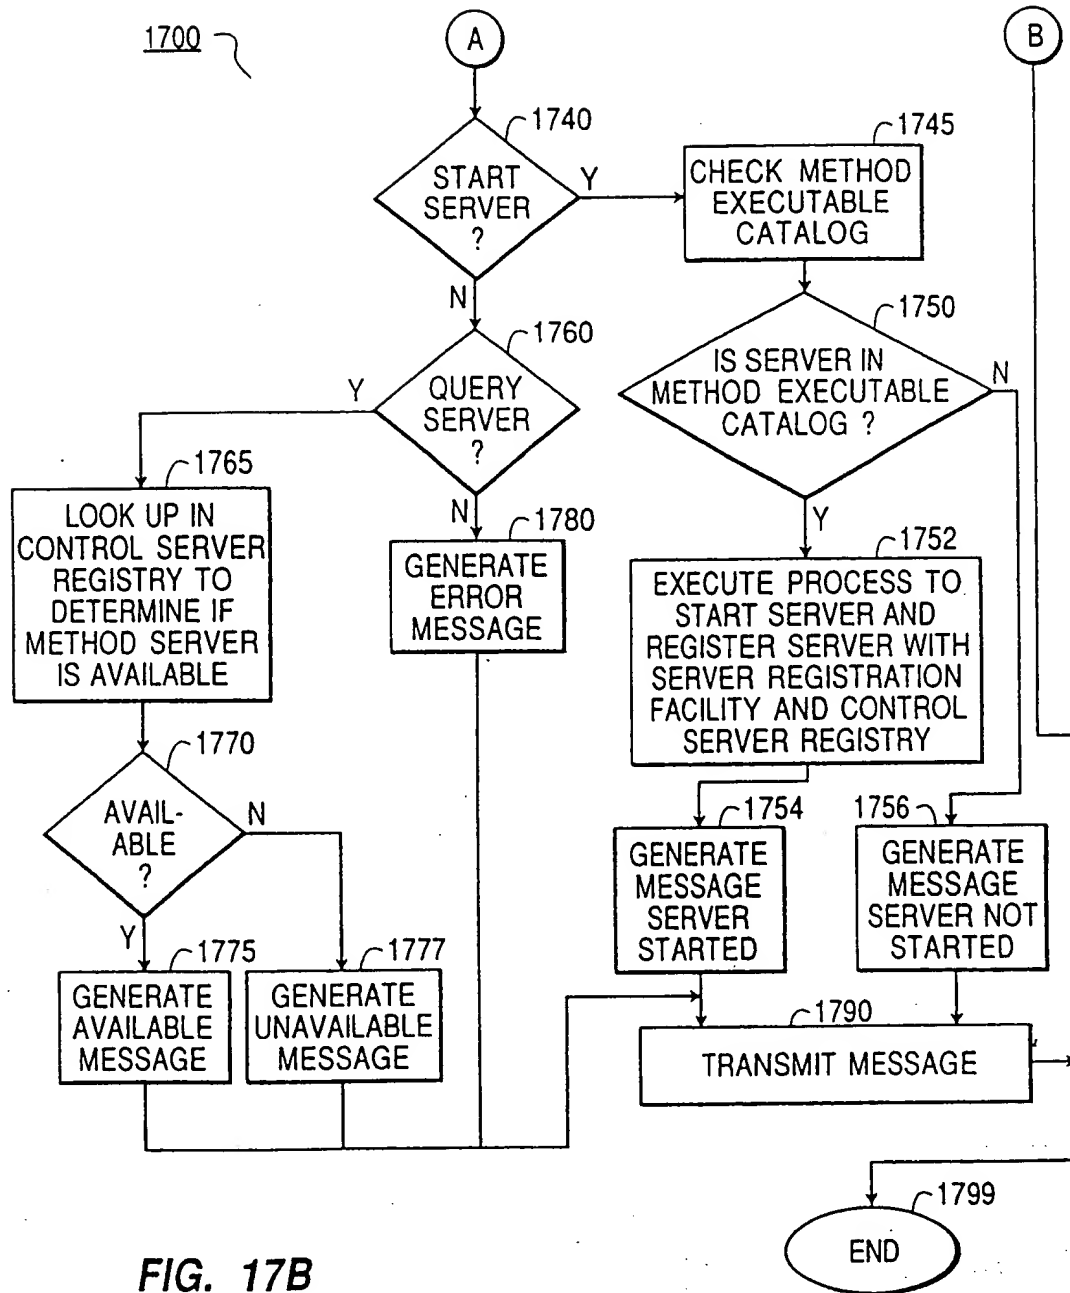 1700
A
B
1740
START
SERVER
?
Y
N
1745
CHECK METHOD
EXECUTABLE
CATALOG
1750
IS SERVER IN
METHOD EXECUTABLE
CATALOG ?
N
Y
1760
QUERY
SERVER
?
Y
N
1765
LOOK UP IN
CONTROL SERVER
REGISTRY TO
DETERMINE IF
METHOD SERVER
IS AVAILABLE
1780
GENERATE
ERROR
MESSAGE
1752
EXECUTE PROCESS TO
START SERVER AND
REGISTER SERVER WITH
SERVER REGISTRATION
FACILITY AND CONTROL
SERVER REGISTRY
1770
AVAIL-
ABLE
?
N
Y
1754
GENERATE
MESSAGE
SERVER
STARTED
1756
GENERATE
MESSAGE
SERVER NOT
STARTED
1775
GENERATE
AVAILABLE
MESSAGE
1777
GENERATE
UNAVAILABLE
MESSAGE
1790
TRANSMIT MESSAGE
1799
END
FIG. 17B